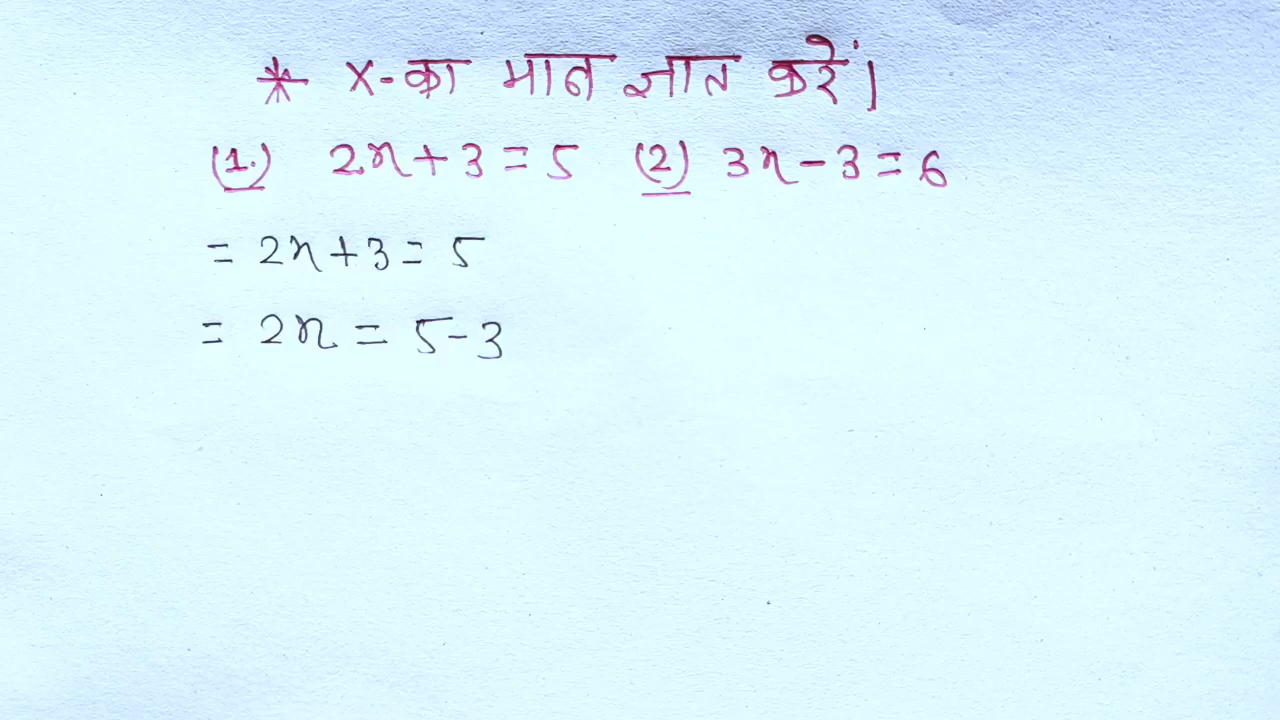 * x-का मान ज्ञात करें।
(1.) 2x+3=5 (2) 3x-3=6
= 2x+3= 5
= 2x = 5-3